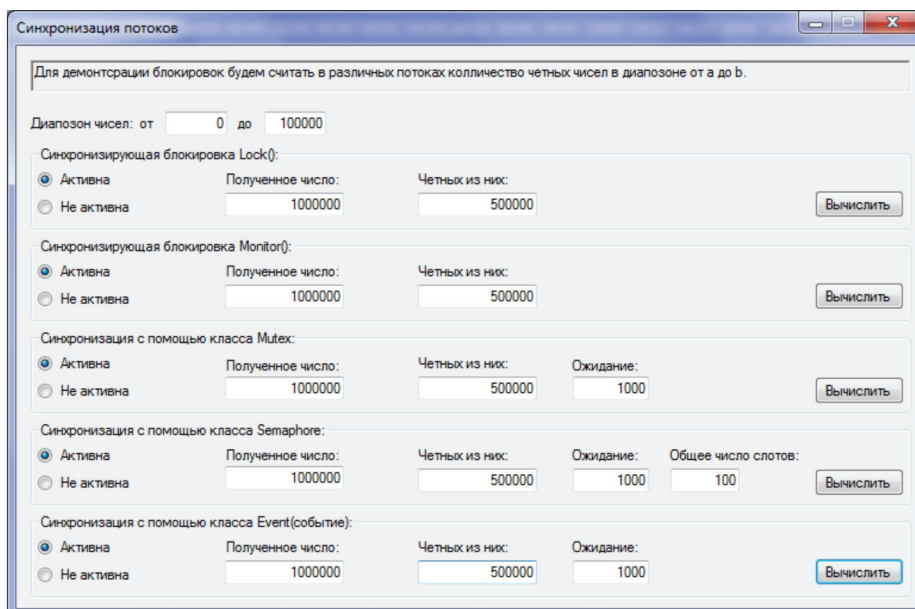 Синхронизация потоков
Для демонтсрации блокировок будем считать в различных потоках колличество четных чисел в диапозоне от a до b.
Диапозон чисел: от 0 до 100000
Синхронизирующая блокировка Lock():
Активна Полученное число: Четных из них:
Не активна 1000000 500000 Вычислить
Синхронизирующая блокировка Monitor():
Активна Полученное число: Четных из них:
Не активна 1000000 500000 Вычислить
Синхронизация с помощью класса Mutex:
Активна Полученное число: Четных из них: Ожидание:
Не активна 1000000 500000 1000 Вычислить
Синхронизация с помощью класса Semaphore:
Активна Полученное число: Четных из них: Ожидание: Общее число слотов:
Не активна 1000000 500000 1000 100 Вычислить
Синхронизация с помощью класса Event(событие):
Активна Полученное число: Четных из них: Ожидание:
Не активна 1000000 500000 1000 Вычислить